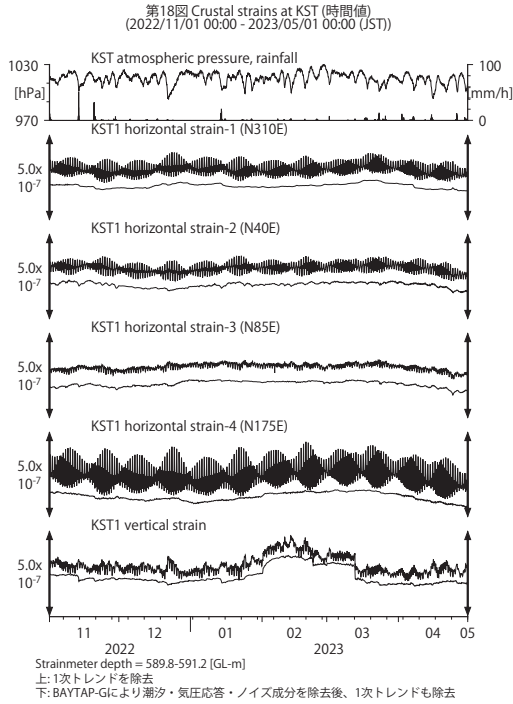 第18図 Crustal strains at KST (時間値)
(2022/11/01 00:00 - 2023/05/01 00:00 (JST))
KST atmospheric pressure, rainfall
1030
100
[hPa]
[mm/h]
970
0
KST1 horizontal strain-1 (N310E)
5.0x
10-7
KST1 horizontal strain-2 (N40E)
5.0x
10-7
KST1 horizontal strain-3 (N85E)
5.0x
10-7
KST1 horizontal strain-4 (N175E)
5.0x
10-7
KST1 vertical strain
5.0x
10-7
11 12 01 02 03 04 05
2022 2023
Strainmeter depth = 589.8-591.2 [GL-m]
上: 1次トレンドを除去
下: BAYTAP-Gにより潮汐・気圧応答・ノイズ成分を除去後、1次トレンドも除去